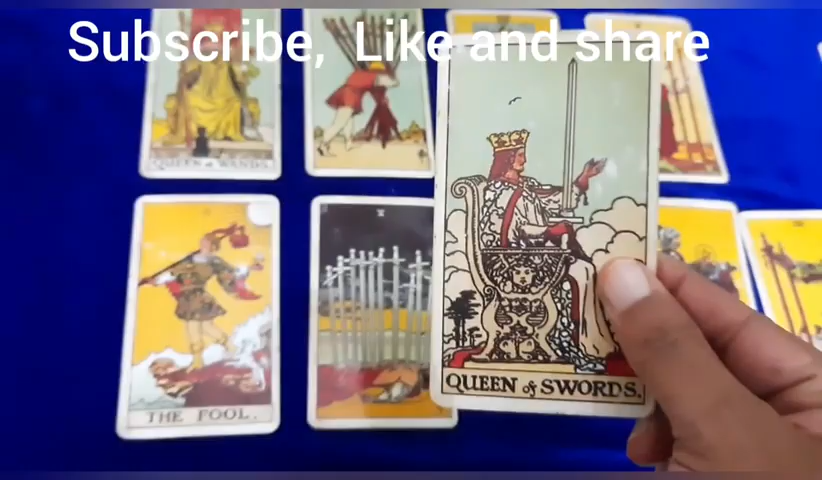 Subscribe, Like and share
QUEEN of WANDS.
THE FOOL.
X
QUEEN of SWORDS.